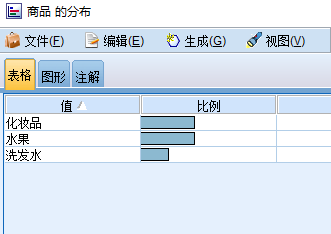 商品 的分布
文件(F) 编辑(E) 生成(G) 视图(V)
表格 图形 注解
值 比例
化妆品
水果
洗发水